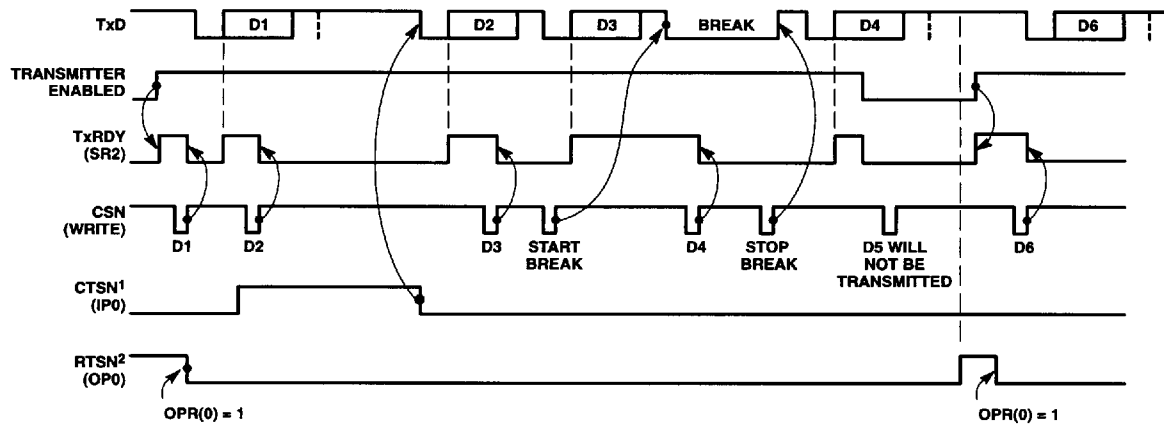 TxD
D1
D2
D3
BREAK
D4
D6
TRANSMITTER
ENABLED
TxRDY
(SR2)
CSN
(WRITE)
D1
D2
D3
START
BREAK
D4
STOP
BREAK
D5 WILL
NOT BE
TRANSMITTED
D6
CTSN¹
(IP0)
RTSN²
(OP0)
OPR(0) = 1
OPR(0) = 1